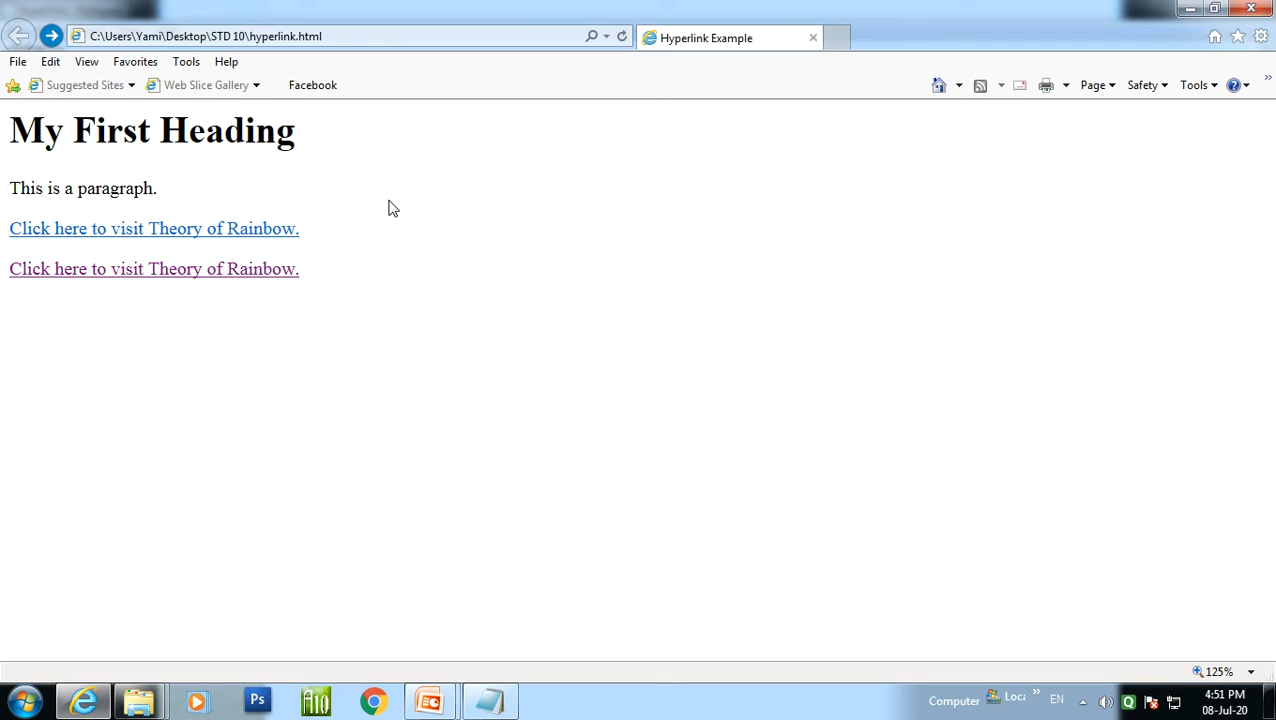 C:\Users\Yami\Desktop\STD 10\hyperlink.html
Hyperlink Example
File Edit View Favorites Tools Help
Suggested Sites Web Slice Gallery Facebook
Page Safety Tools
My First Heading
This is a paragraph.
Click here to visit Theory of Rainbow.
Click here to visit Theory of Rainbow.
125%
Ps
Computer Loca EN
4:51 PM
08-Jul-20